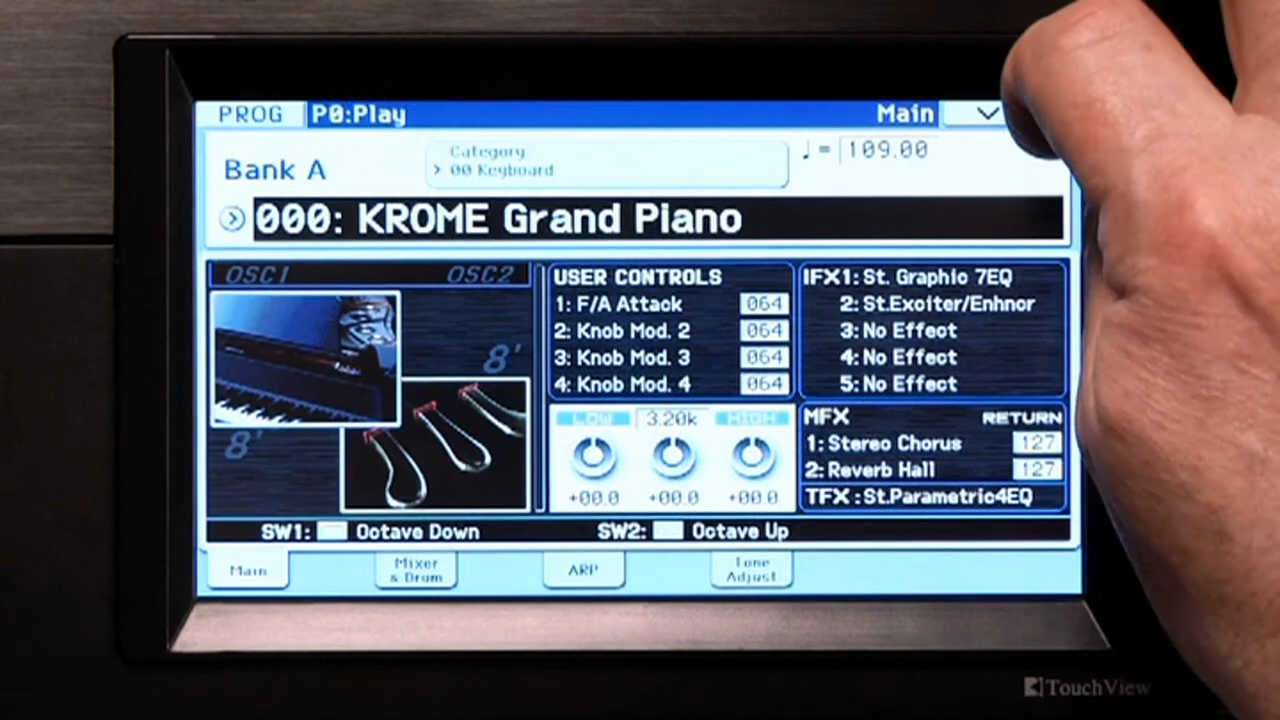 PROG P0:Play Main
Bank A
Category
00 Keyboard
♩ = 109.00
000: KROME Grand Piano
OSC1 OSC2
8'
8'
USER CONTROLS
1: F/A Attack 064
2: Knob Mod. 2 064
3: Knob Mod. 3 064
4: Knob Mod. 4 064
LOW 3.20k HIGH
+00.0 +00.0 +00.0
IFX1: St. Graphic 7EQ
2: St.Exciter/Enhncr
3: No Effect
4: No Effect
5: No Effect
MFX RETURN
1: Stereo Chorus 127
2: Reverb Hall 127
TFX :St.Parametric4EQ
SW1: Octave Down SW2: Octave Up
Main
Mixer
& Drum
ARP
Tone
Adjust
TouchView